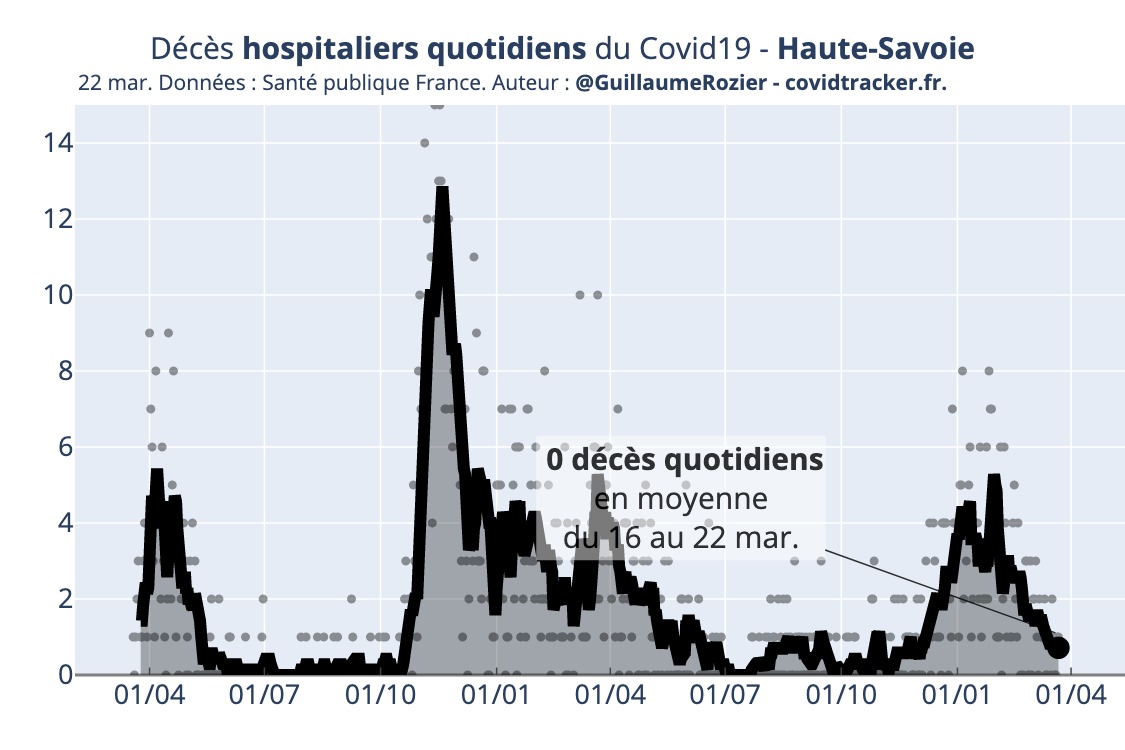 Décès hospitaliers quotidiens du Covid19 - Haute-Savoie
22 mar. Données : Santé publique France. Auteur : @GuillaumeRozier - covidtracker.fr.
14
12
10
8
6
4
2
0
0 décès quotidiens
en moyenne
du 16 au 22 mar.
01/04 01/07 01/10 01/01 01/04 01/07 01/10 01/01 01/04